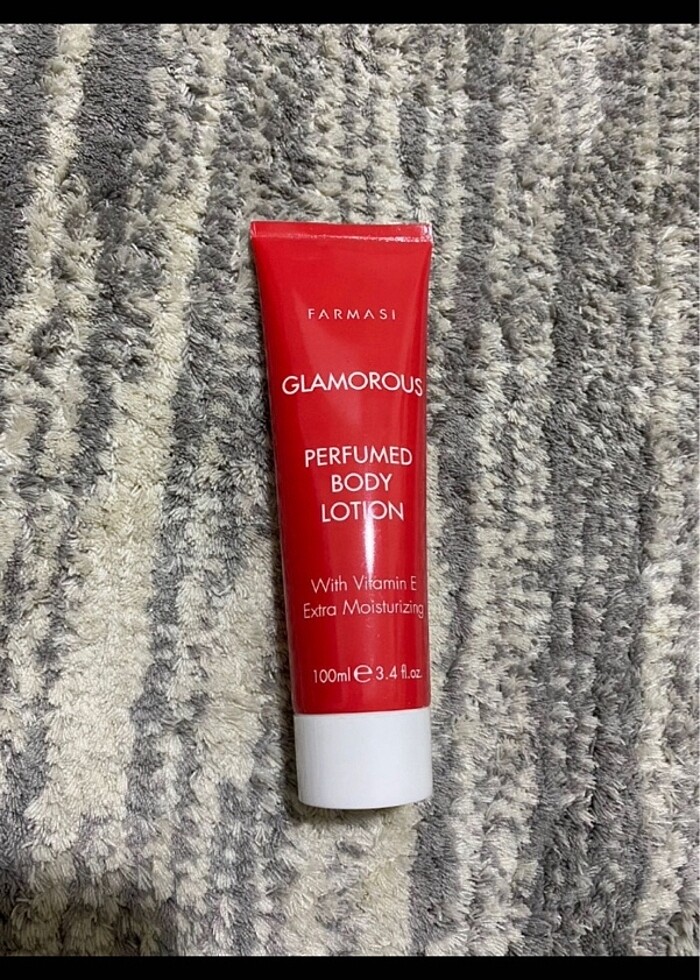 FARMASI
GLAMOROUS
PERFUMED
BODY
LOTION
With Vitamin E
Extra Moisturizing
100ml ℮ 3.4 fl.oz.